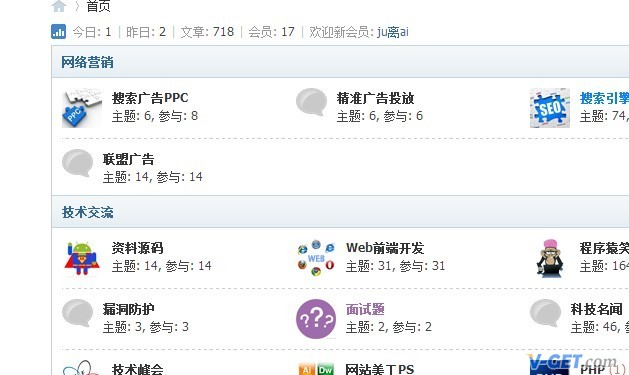 〉首页
今日: 1 | 昨日: 2 | 文章: 718 | 会员: 17 | 欢迎新会员: ju离ai
网络营销
搜索广告PPC 精准广告投放 搜索引擎
主题: 6, 参与: 8 主题: 6, 参与: 6 主题: 74,
PPC SEO
联盟广告
主题: 14, 参与: 14
技术交流
资料源码 Web前端开发 程序猿笑
主题: 14, 参与: 14 主题: 31, 参与: 31 主题: 164
WEB
漏洞防护 面试题 科技名闻
主题: 3, 参与: 3 主题: 2, 参与: 2 主题: 46,
???
V-GET.com
技术峰会 Ai Dw 网站美工PS PHP (1)